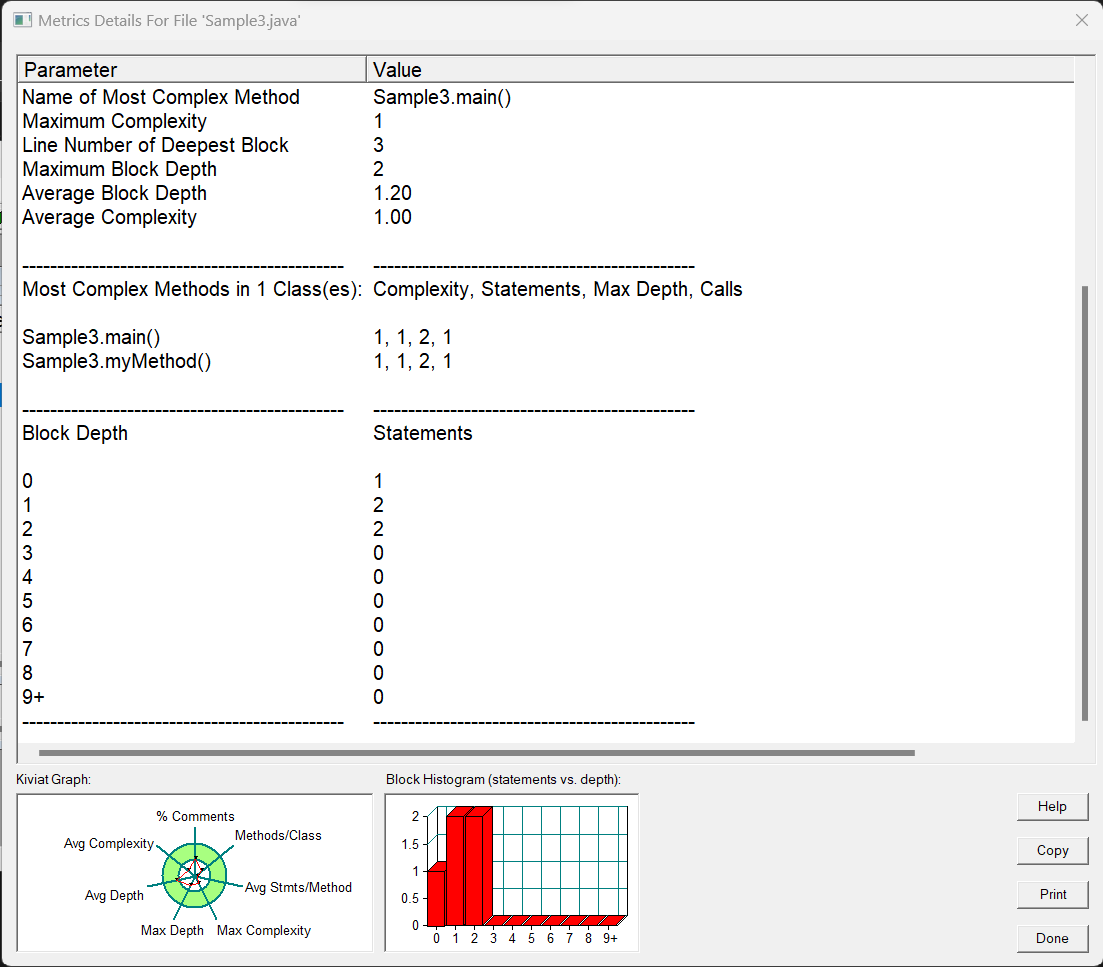 Metrics Details For File 'Sample3.java'
Parameter Value
Name of Most Complex Method Sample3.main()
Maximum Complexity 1
Line Number of Deepest Block 3
Maximum Block Depth 2
Average Block Depth 1.20
Average Complexity 1.00
---------------------------------------------- ----------------------------------------------
Most Complex Methods in 1 Class(es): Complexity, Statements, Max Depth, Calls
Sample3.main() 1, 1, 2, 1
Sample3.myMethod() 1, 1, 2, 1
---------------------------------------------- ----------------------------------------------
Block Depth Statements
0 1
1 2
2 2
3 0
4 0
5 0
6 0
7 0
8 0
9+ 0
---------------------------------------------- ----------------------------------------------
Kiviat Graph:
% Comments
Methods/Class
Avg Complexity
Avg Stmts/Method
Avg Depth
Max Depth
Max Complexity
Block Histogram (statements vs. depth):
2
1.5
1
0.5
0
0 1 2 3 4 5 6 7 8 9+
Help
Copy
Print
Done